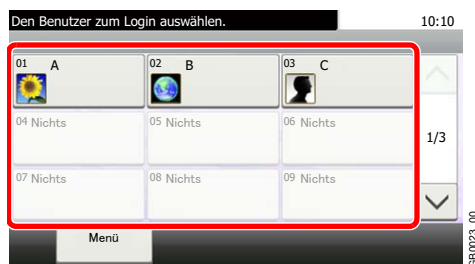 Den Benutzer zum Login auswählen. 10:10
01 A 02 B 03 C
04 Nichts 05 Nichts 06 Nichts
1/3
07 Nichts 08 Nichts 09 Nichts
Menü